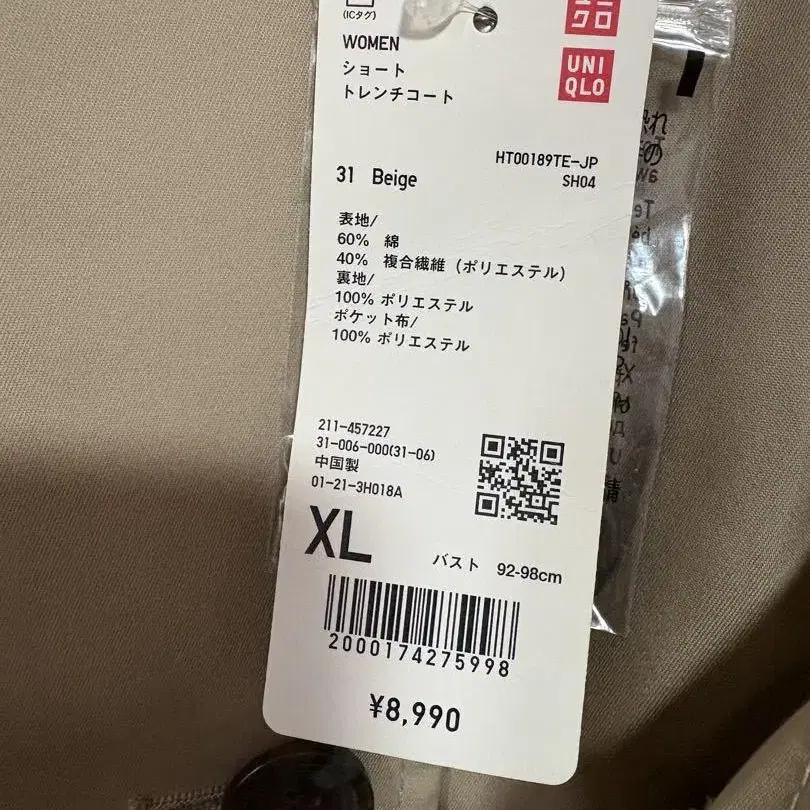 (ICタグ)
ユニ
クロ
WOMEN
ショート
トレンチコート
UNI
QLO
HT00189TE-JP
SH04
31 Beige
表地/
60% 綿
40% 複合繊維 (ポリエステル)
裏地/
100% ポリエステル
ポケット布/
100% ポリエステル
211-457227
31-006-000(31-06)
中国製
01-21-3H018A
XL
バスト 92-98cm
2000174275998
¥8,990